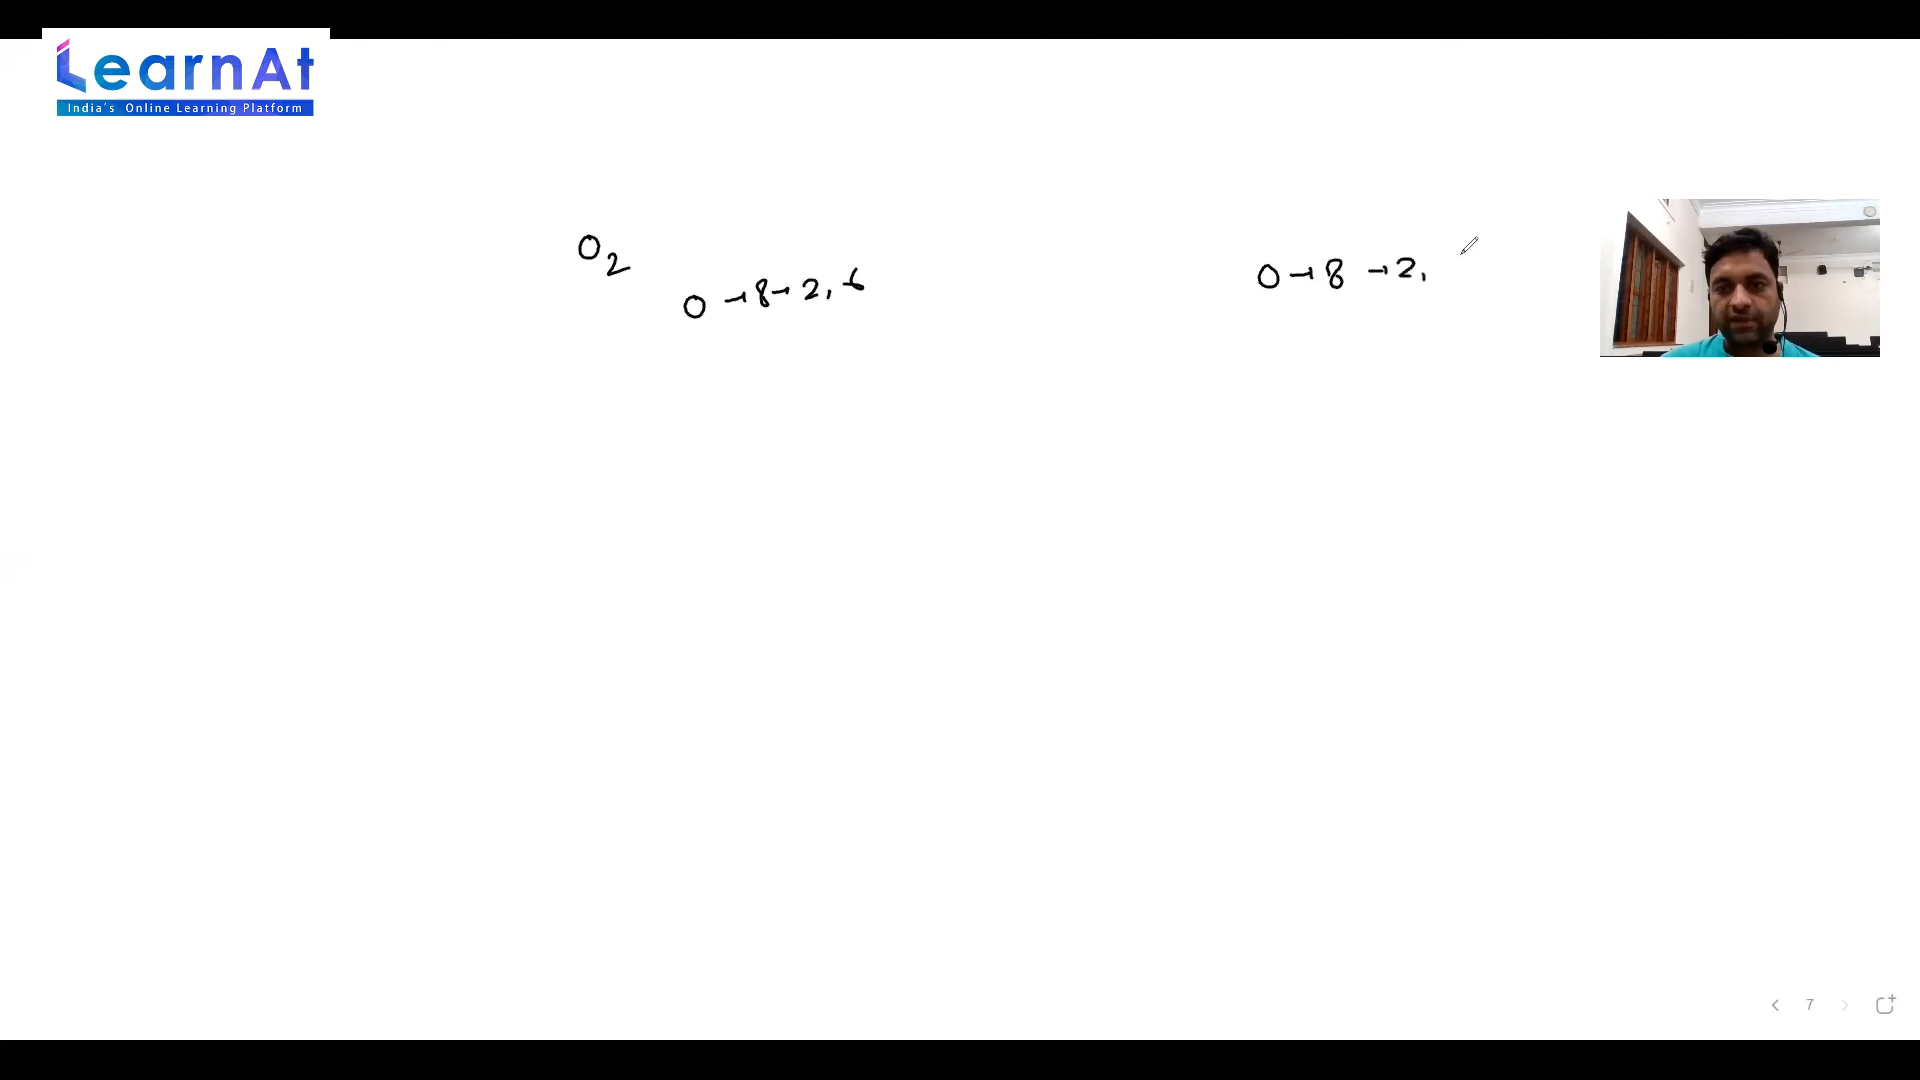 LearnAt
India's Online Learning Platform
O2
O → 8 → 2, 6
O → 8 → 2,
7